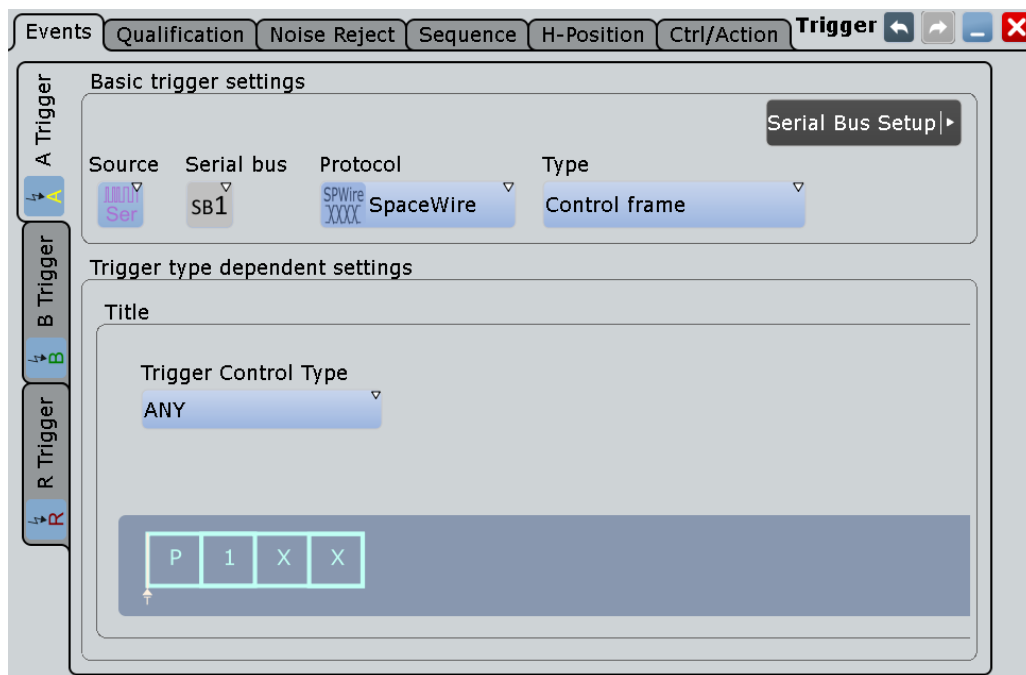 Events Qualification Noise Reject Sequence H-Position Ctrl/Action Trigger
A Trigger
A
B Trigger
B
R Trigger
R
Basic trigger settings
Serial Bus Setup
Source Serial bus Protocol Type
Ser SB1 SPWire XXXX SpaceWire Control frame
Trigger type dependent settings
Title
Trigger Control Type
ANY
P 1 X X
T